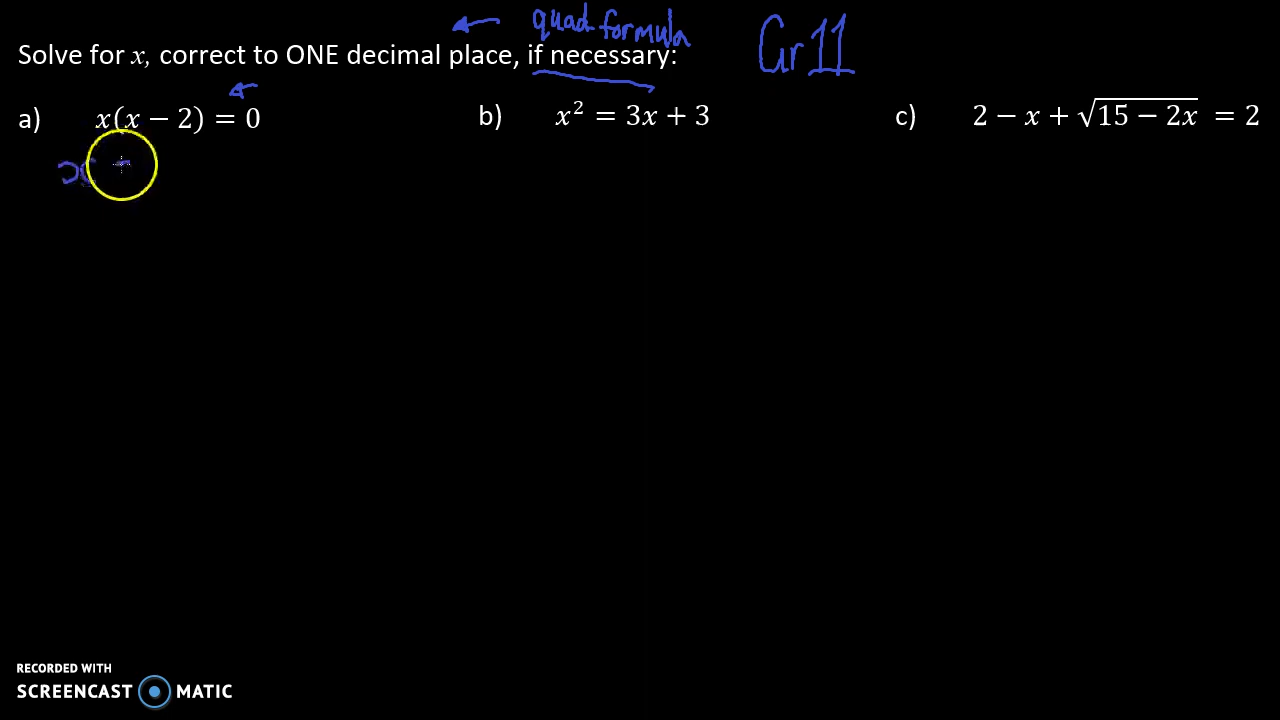 quad formula
Gr 11
Solve for x, correct to ONE decimal place, if necessary:
a) x(x − 2) = 0
b) x² = 3x + 3
c) 2 − x + √(15 − 2x) = 2
x
RECORDED WITH
SCREENCAST MATIC